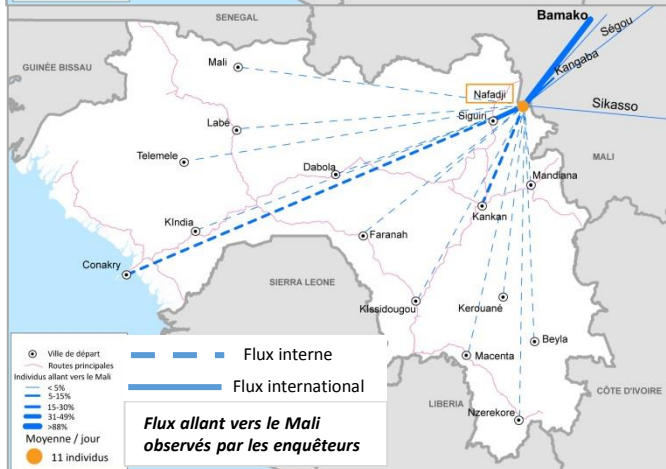 SENEGAL
Bamako
Ségou
GUINÉE BISSAU
Mali
Kangaba
Nafadji
Sikasso
Siguiri
Labé
MALI
Telemele
Dabola
Mandiana
Kankan
KIndia
Faranah
Conakry
SIERRA LEONE
KIssidougou
Kerouané
Beyla
Macenta
CÔTE D'IVOIRE
LIBERIA
Nzerekore
Ville de départ
Routes principales
Individus allant vers le Mali
< 5%
5-15%
15-30%
31-49%
>88%
Moyenne / jour
11 individus
Flux interne
Flux international
Flux allant vers le Mali
observés par les enquêteurs